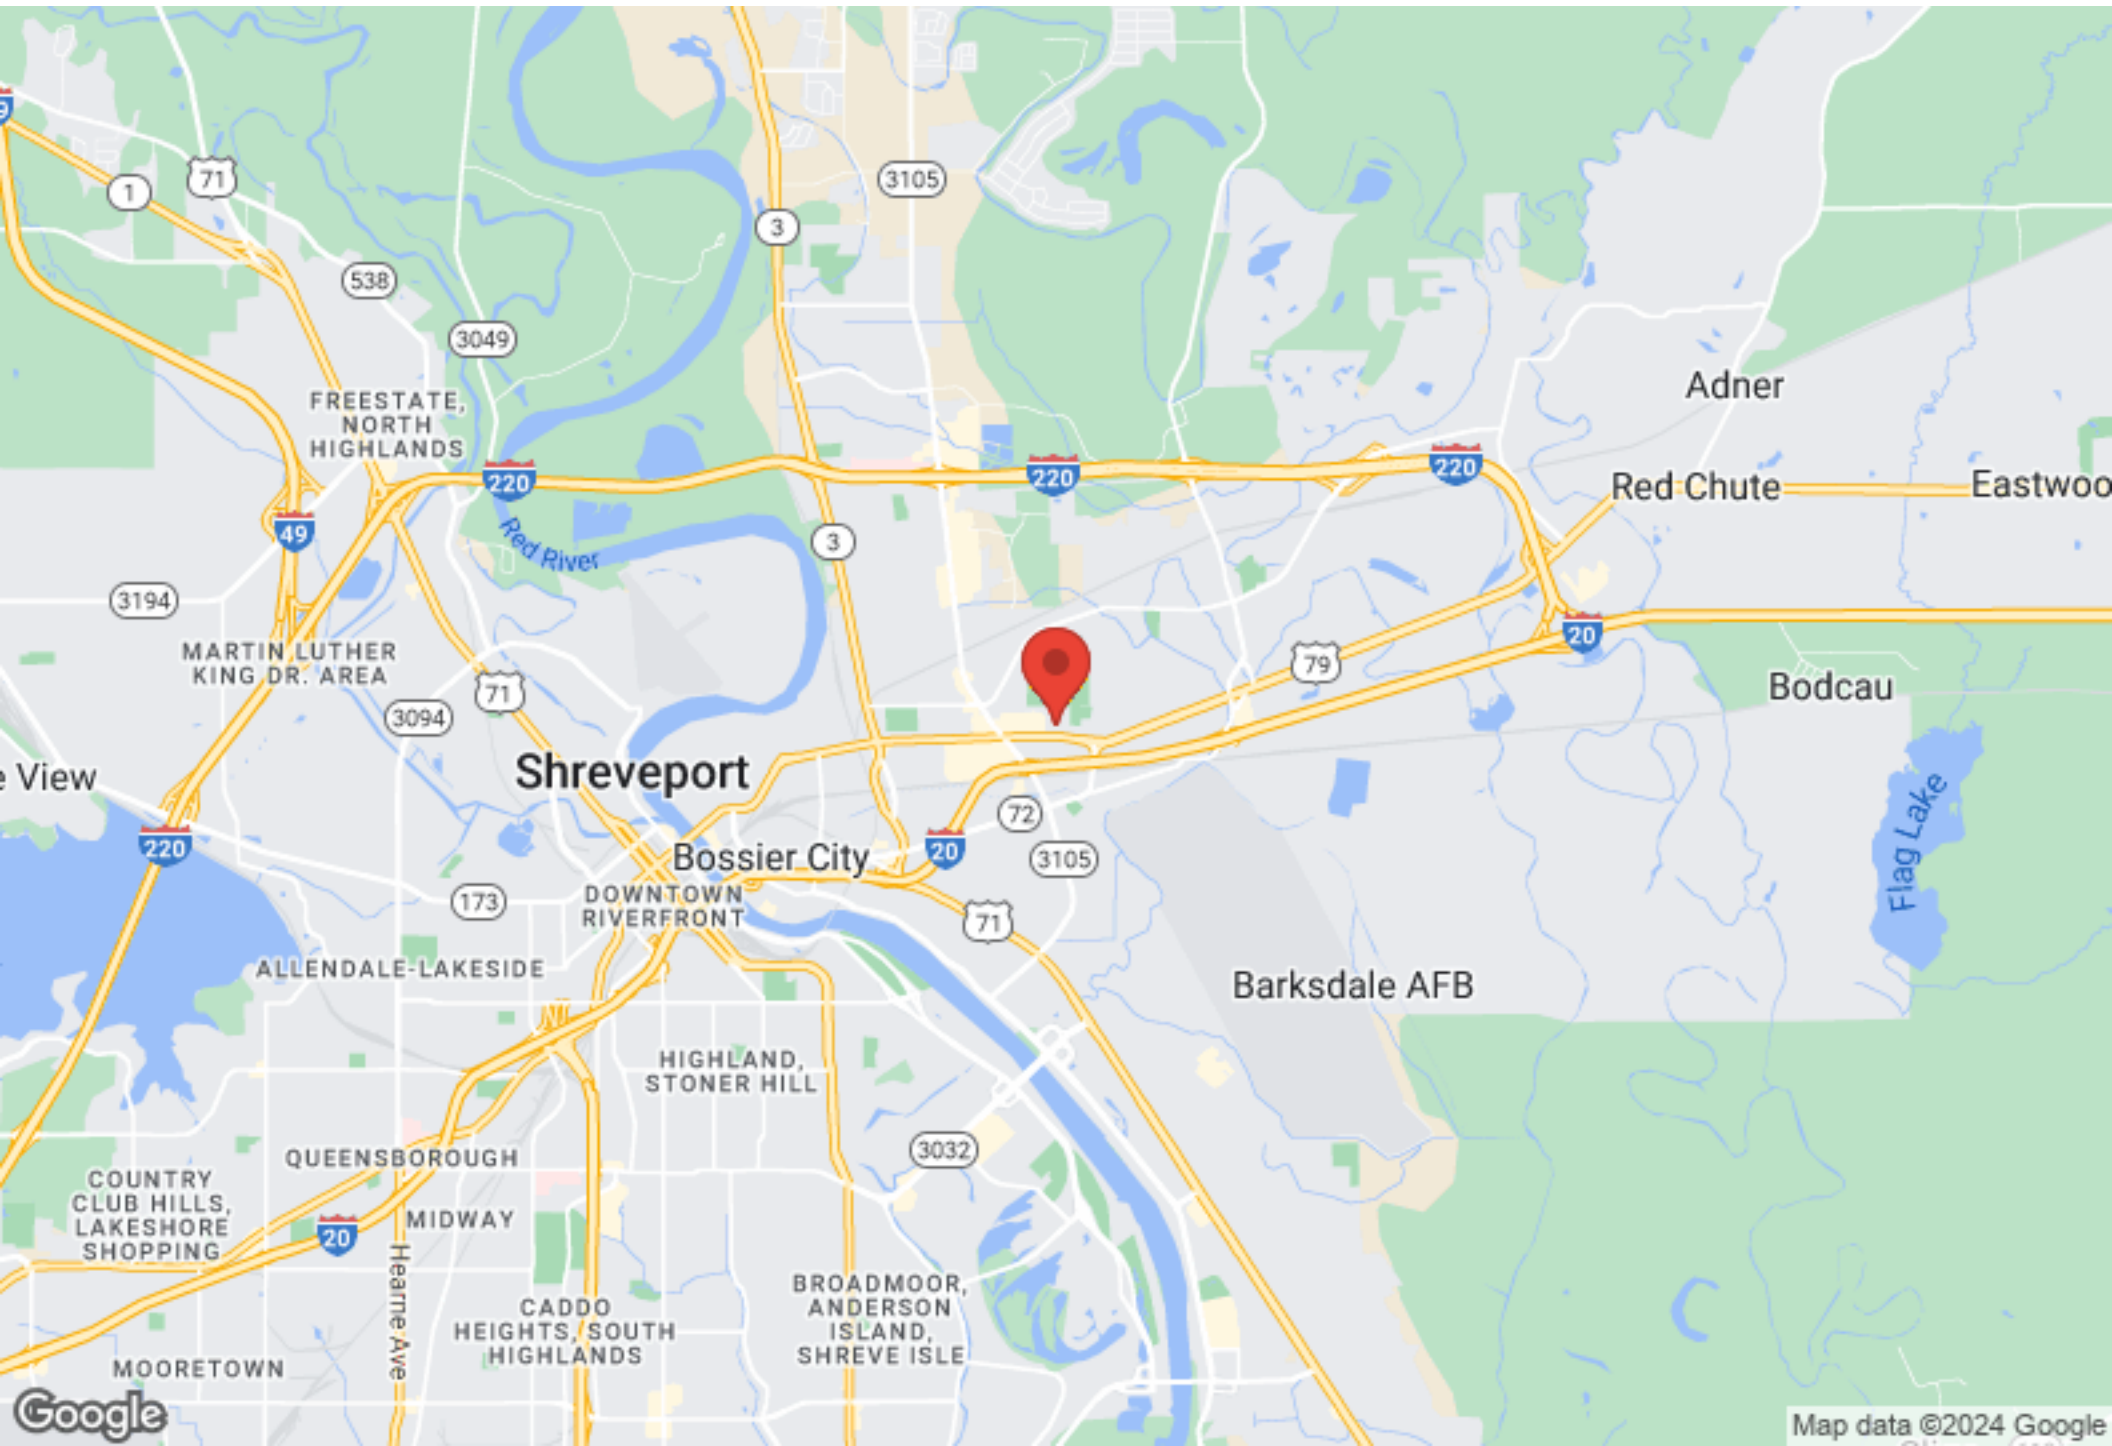 9
1
71
3105
3
538
3049
FREESTATE,
NORTH
HIGHLANDS
Adner
220
220
220
Red Chute
Eastwoo
49
Red River
3
3194
20
MARTIN LUTHER
KING DR. AREA
79
71
Bodcau
3094
Shreveport
e View
72
Flag Lake
220
20
Bossier City
3105
173
DOWNTOWN
RIVERFRONT
71
ALLENDALE-LAKESIDE
Barksdale AFB
HIGHLAND,
STONER HILL
3032
QUEENSBOROUGH
COUNTRY
CLUB HILLS,
LAKESHORE
SHOPPING
MIDWAY
20
Hearne Ave
BROADMOOR,
ANDERSON
ISLAND,
SHREVE ISLE
CADDO
HEIGHTS, SOUTH
HIGHLANDS
MOORETOWN
Google
Map data ©2024 Google